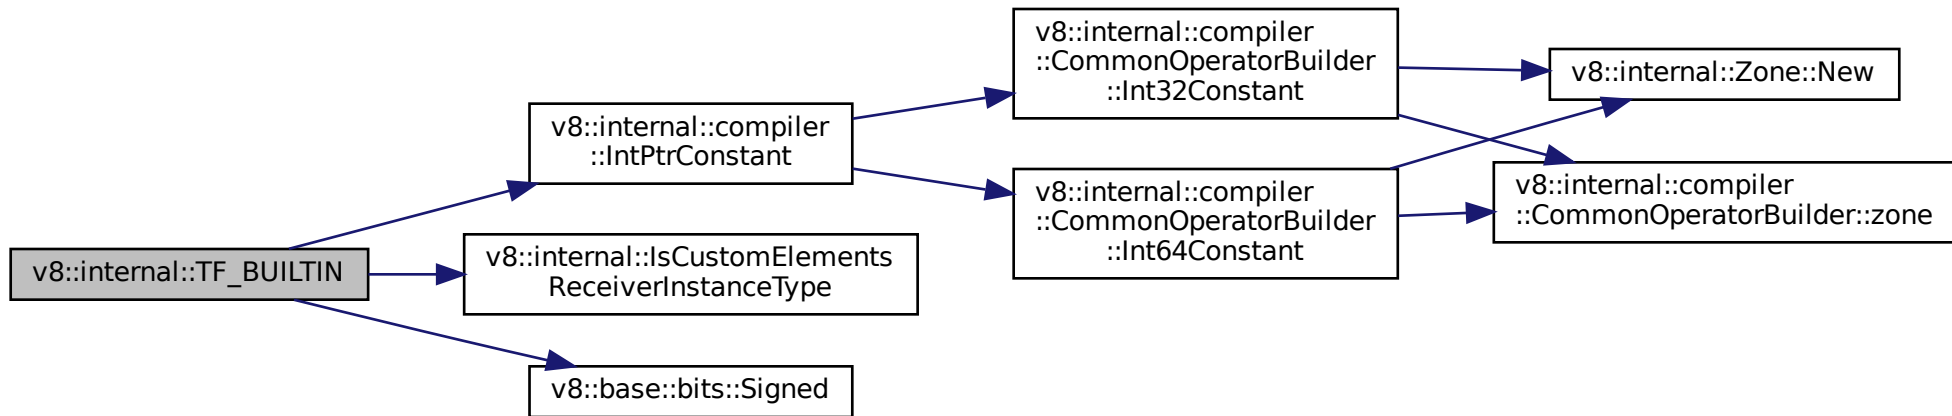 v8::internal::TF_BUILTIN
v8::internal::compiler
::IntPtrConstant
v8::internal::IsCustomElements
ReceiverInstanceType
v8::base::bits::Signed
v8::internal::compiler
::CommonOperatorBuilder
::Int32Constant
v8::internal::compiler
::CommonOperatorBuilder
::Int64Constant
v8::internal::Zone::New
v8::internal::compiler
::CommonOperatorBuilder::zone